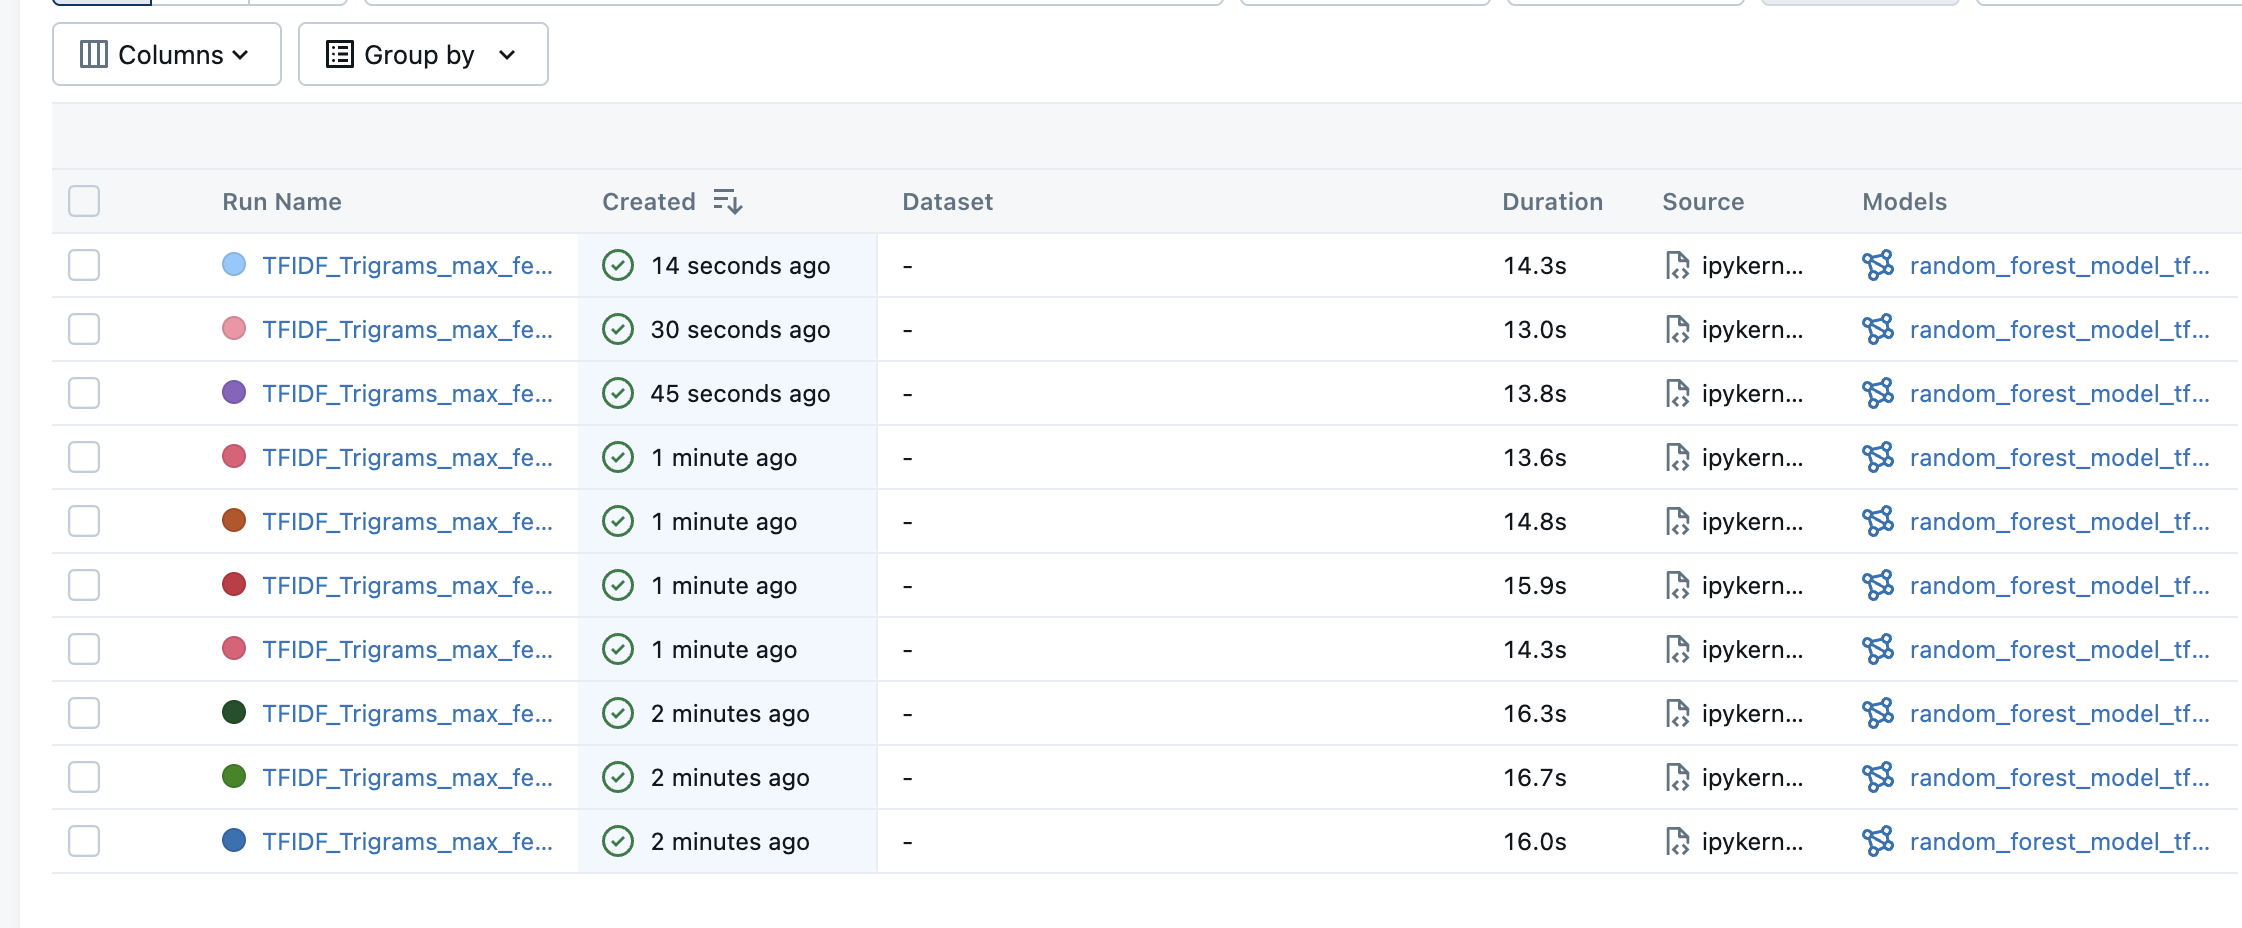 Columns Group by
Run Name Created Dataset Duration Source Models
TFIDF_Trigrams_max_fe... 14 seconds ago - 14.3s ipykern... random_forest_model_tf...
TFIDF_Trigrams_max_fe... 30 seconds ago - 13.0s ipykern... random_forest_model_tf...
TFIDF_Trigrams_max_fe... 45 seconds ago - 13.8s ipykern... random_forest_model_tf...
TFIDF_Trigrams_max_fe... 1 minute ago - 13.6s ipykern... random_forest_model_tf...
TFIDF_Trigrams_max_fe... 1 minute ago - 14.8s ipykern... random_forest_model_tf...
TFIDF_Trigrams_max_fe... 1 minute ago - 15.9s ipykern... random_forest_model_tf...
TFIDF_Trigrams_max_fe... 1 minute ago - 14.3s ipykern... random_forest_model_tf...
TFIDF_Trigrams_max_fe... 2 minutes ago - 16.3s ipykern... random_forest_model_tf...
TFIDF_Trigrams_max_fe... 2 minutes ago - 16.7s ipykern... random_forest_model_tf...
TFIDF_Trigrams_max_fe... 2 minutes ago - 16.0s ipykern... random_forest_model_tf...